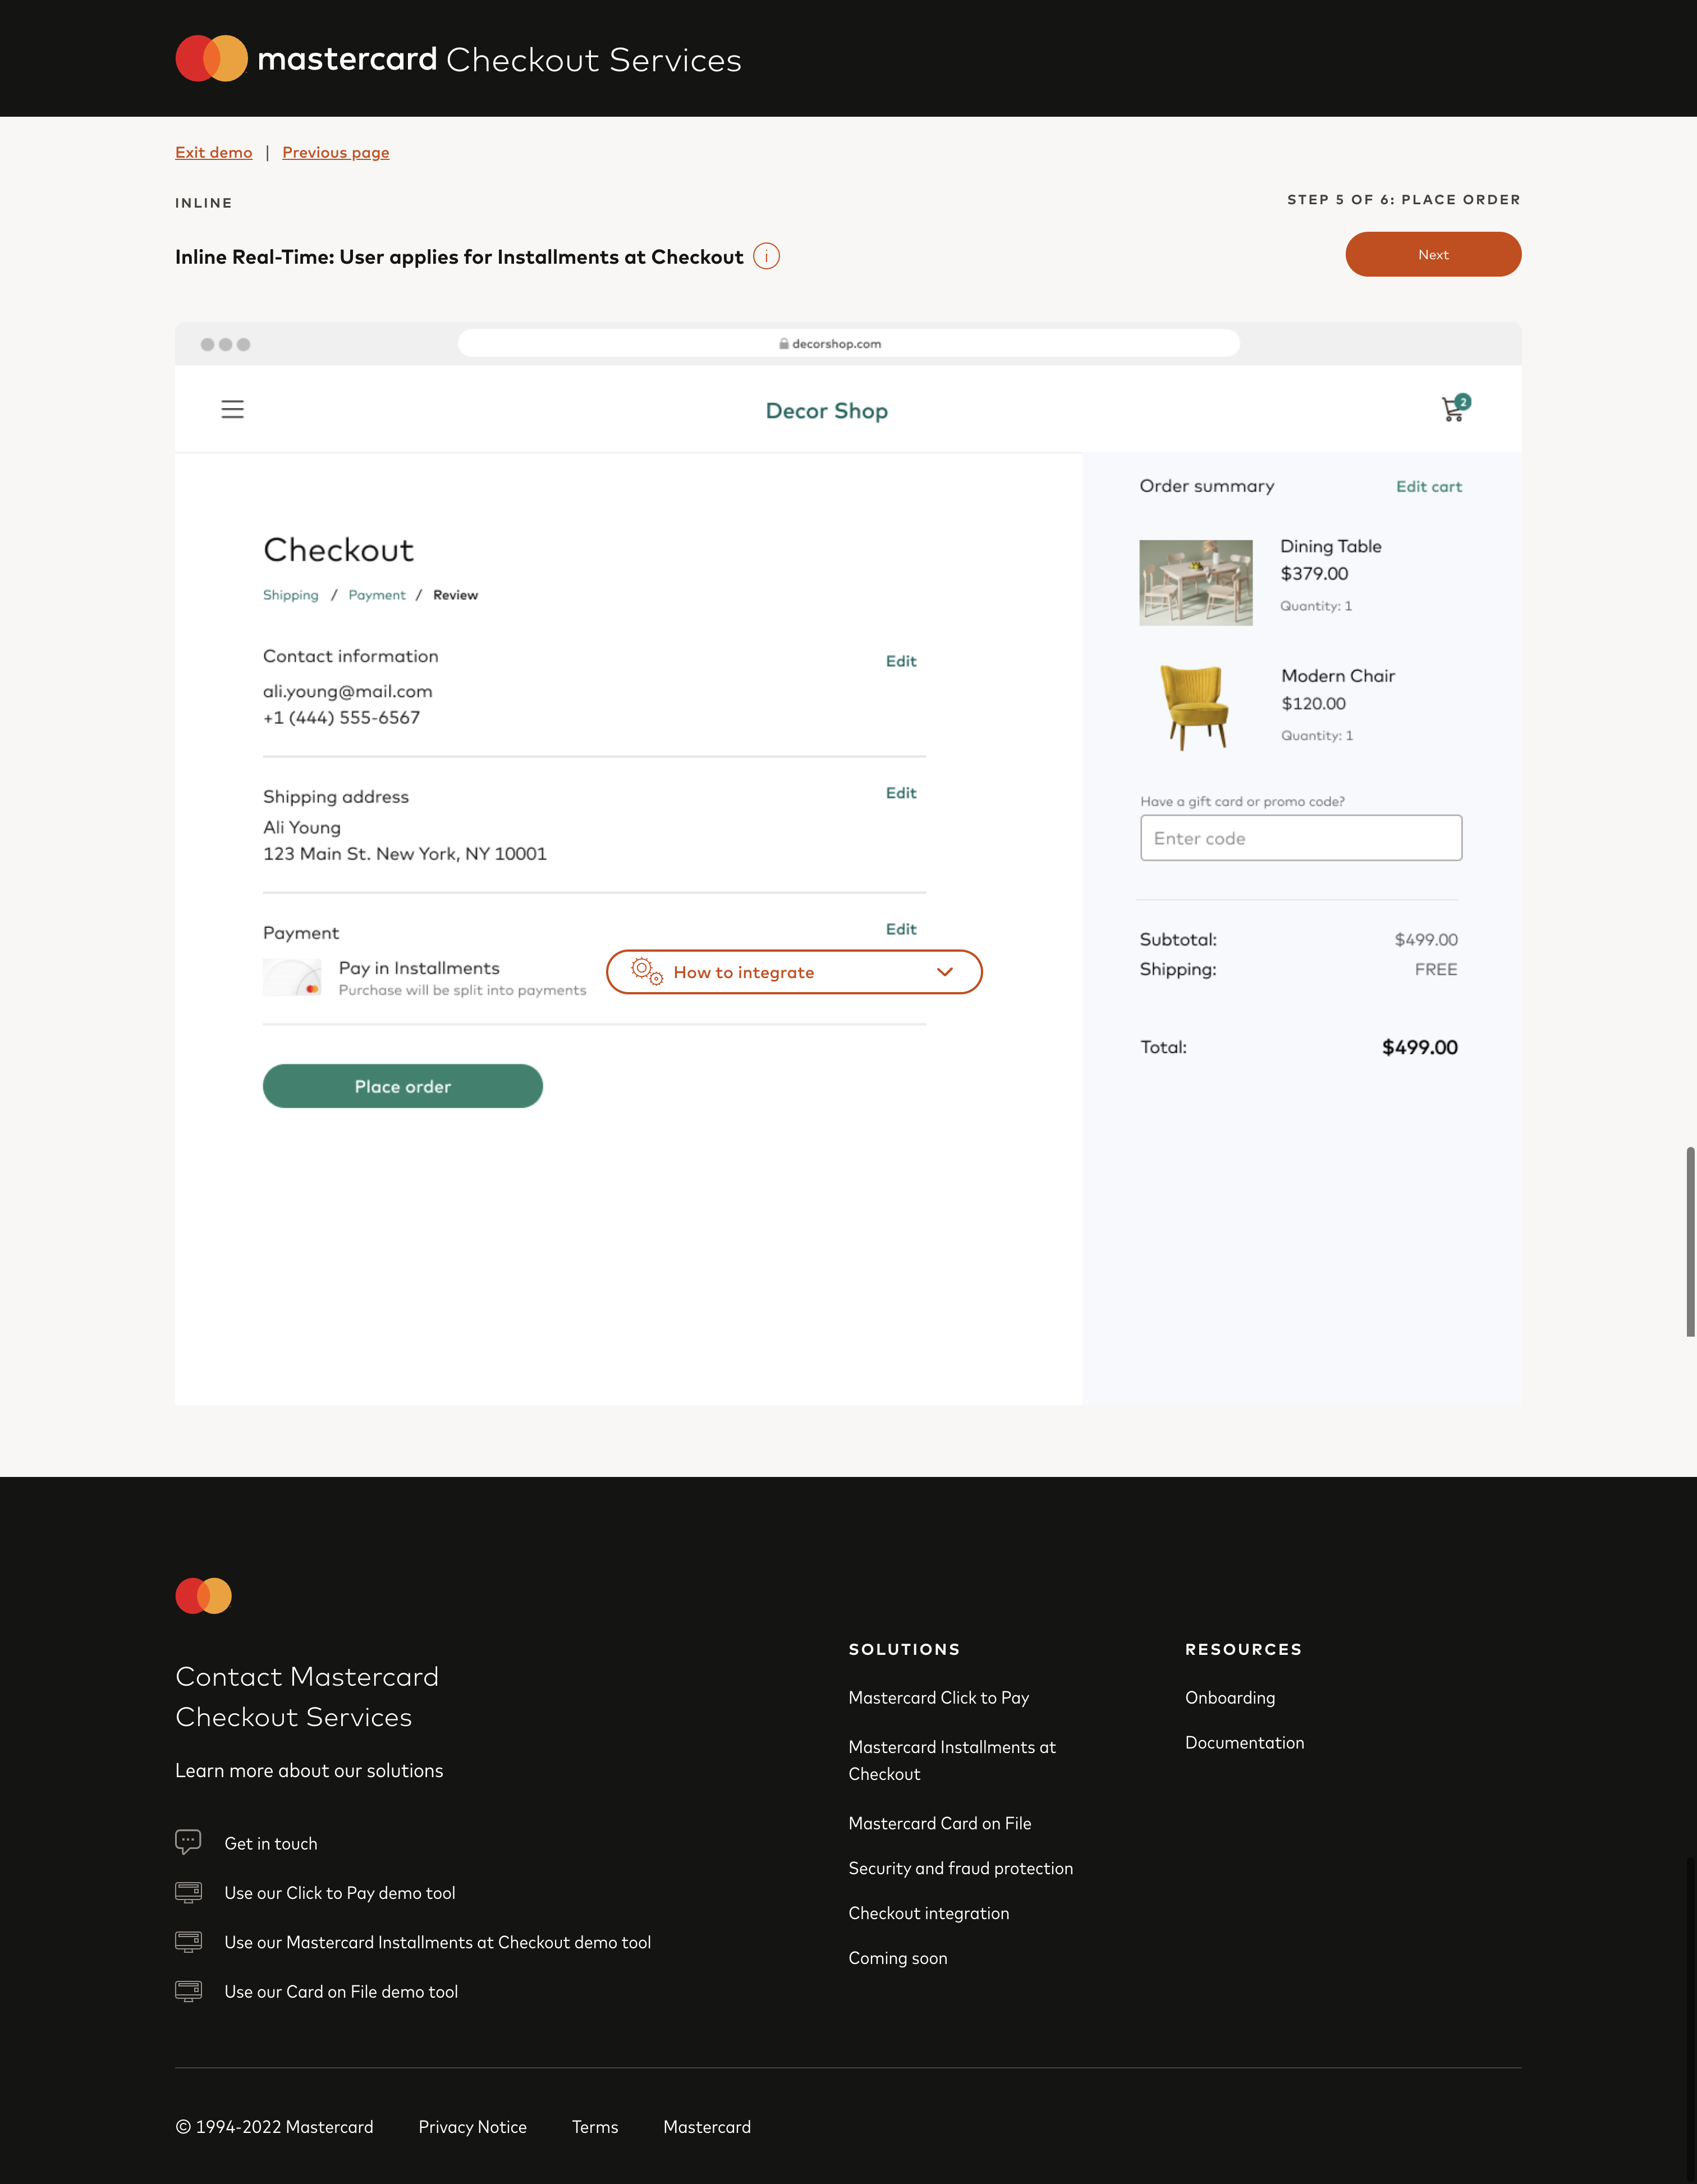 mastercard Checkout Services
Exit demo | Previous page
INLINE
STEP 5 OF 6: PLACE ORDER
Inline Real-Time: User applies for Installments at Checkout i
Next
decorshop.com
Decor Shop
2
Checkout
Shipping / Payment / Review
Contact information
Edit
ali.young@mail.com
+1 (444) 555-6567
Shipping address
Edit
Ali Young
123 Main St. New York, NY 10001
Payment
Edit
Pay in Installments
Purchase will be split into payments
How to integrate
Place order
Order summary
Edit cart
Dining Table
$379.00
Quantity: 1
Modern Chair
$120.00
Quantity: 1
Have a gift card or promo code?
Enter code
Subtotal: $499.00
Shipping: FREE
Total: $499.00
Contact Mastercard
Checkout Services
Learn more about our solutions
Get in touch
Use our Click to Pay demo tool
Use our Mastercard Installments at Checkout demo tool
Use our Card on File demo tool
SOLUTIONS
Mastercard Click to Pay
Mastercard Installments at
Checkout
Mastercard Card on File
Security and fraud protection
Checkout integration
Coming soon
RESOURCES
Onboarding
Documentation
© 1994-2022 Mastercard
Privacy Notice
Terms
Mastercard